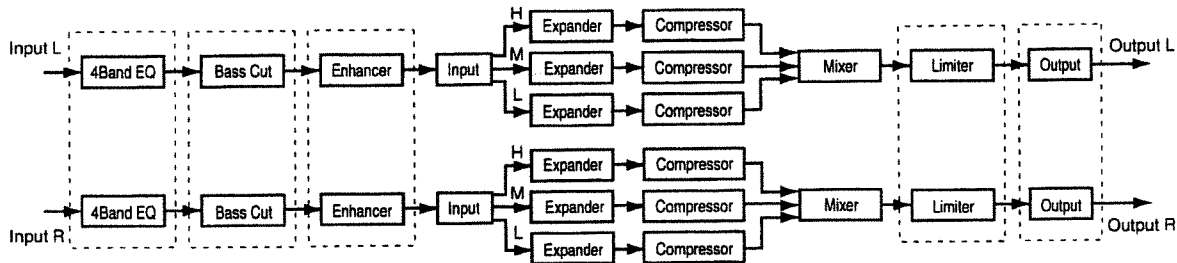 H
Expander
Compressor
Input L
M
4Band EQ
Bass Cut
Enhancer
Input
Expander
Compressor
Mixer
Limiter
Output
Output L
L
Expander
Compressor
H
Expander
Compressor
M
4Band EQ
Bass Cut
Enhancer
Input
Expander
Compressor
Mixer
Limiter
Output
Input R
Output R
L
Expander
Compressor